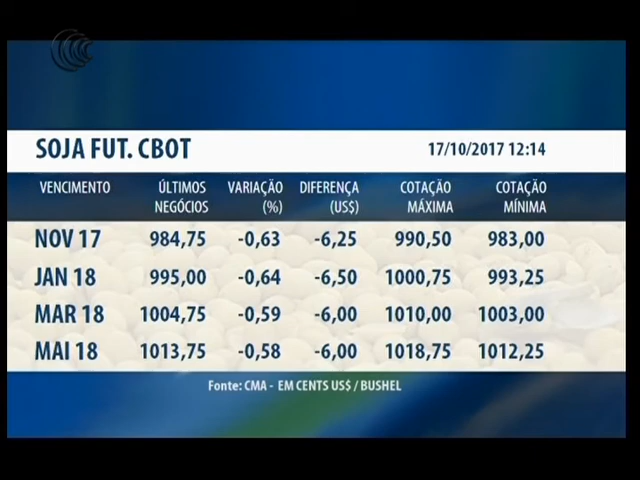 SOJA FUT. CBOT 17/10/2017 12:14
VENCIMENTO ÚLTIMOS NEGÓCIOS VARIAÇÃO (%) DIFERENÇA (US$) COTAÇÃO MÁXIMA COTAÇÃO MÍNIMA
NOV 17 984,75 -0,63 -6,25 990,50 983,00
JAN 18 995,00 -0,64 -6,50 1000,75 993,25
MAR 18 1004,75 -0,59 -6,00 1010,00 1003,00
MAI 18 1013,75 -0,58 -6,00 1018,75 1012,25
Fonte: CMA - EM CENTS US$ / BUSHEL